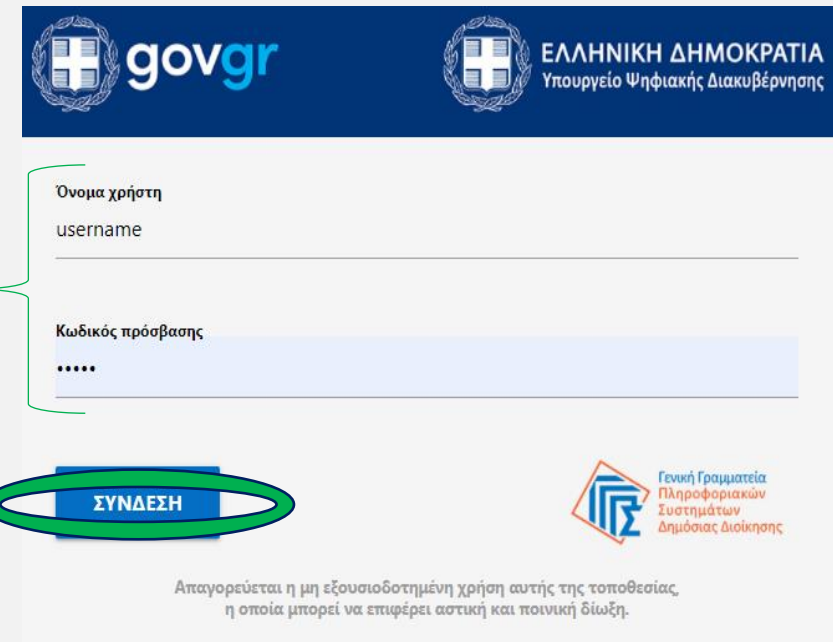 govgr
ΕΛΛΗΝΙΚΗ ΔΗΜΟΚΡΑΤΙΑ
Υπουργείο Ψηφιακής Διακυβέρνησης
Όνομα χρήστη
username
Κωδικός πρόσβασης
•••••
ΣΥΝΔΕΣΗ
Γενική Γραμματεία
Πληροφοριακών
Συστημάτων
Δημόσιας Διοίκησης
Απαγορεύεται η μη εξουσιοδοτημένη χρήση αυτής της τοποθεσίας,
η οποία μπορεί να επιφέρει αστική και ποινική δίωξη.